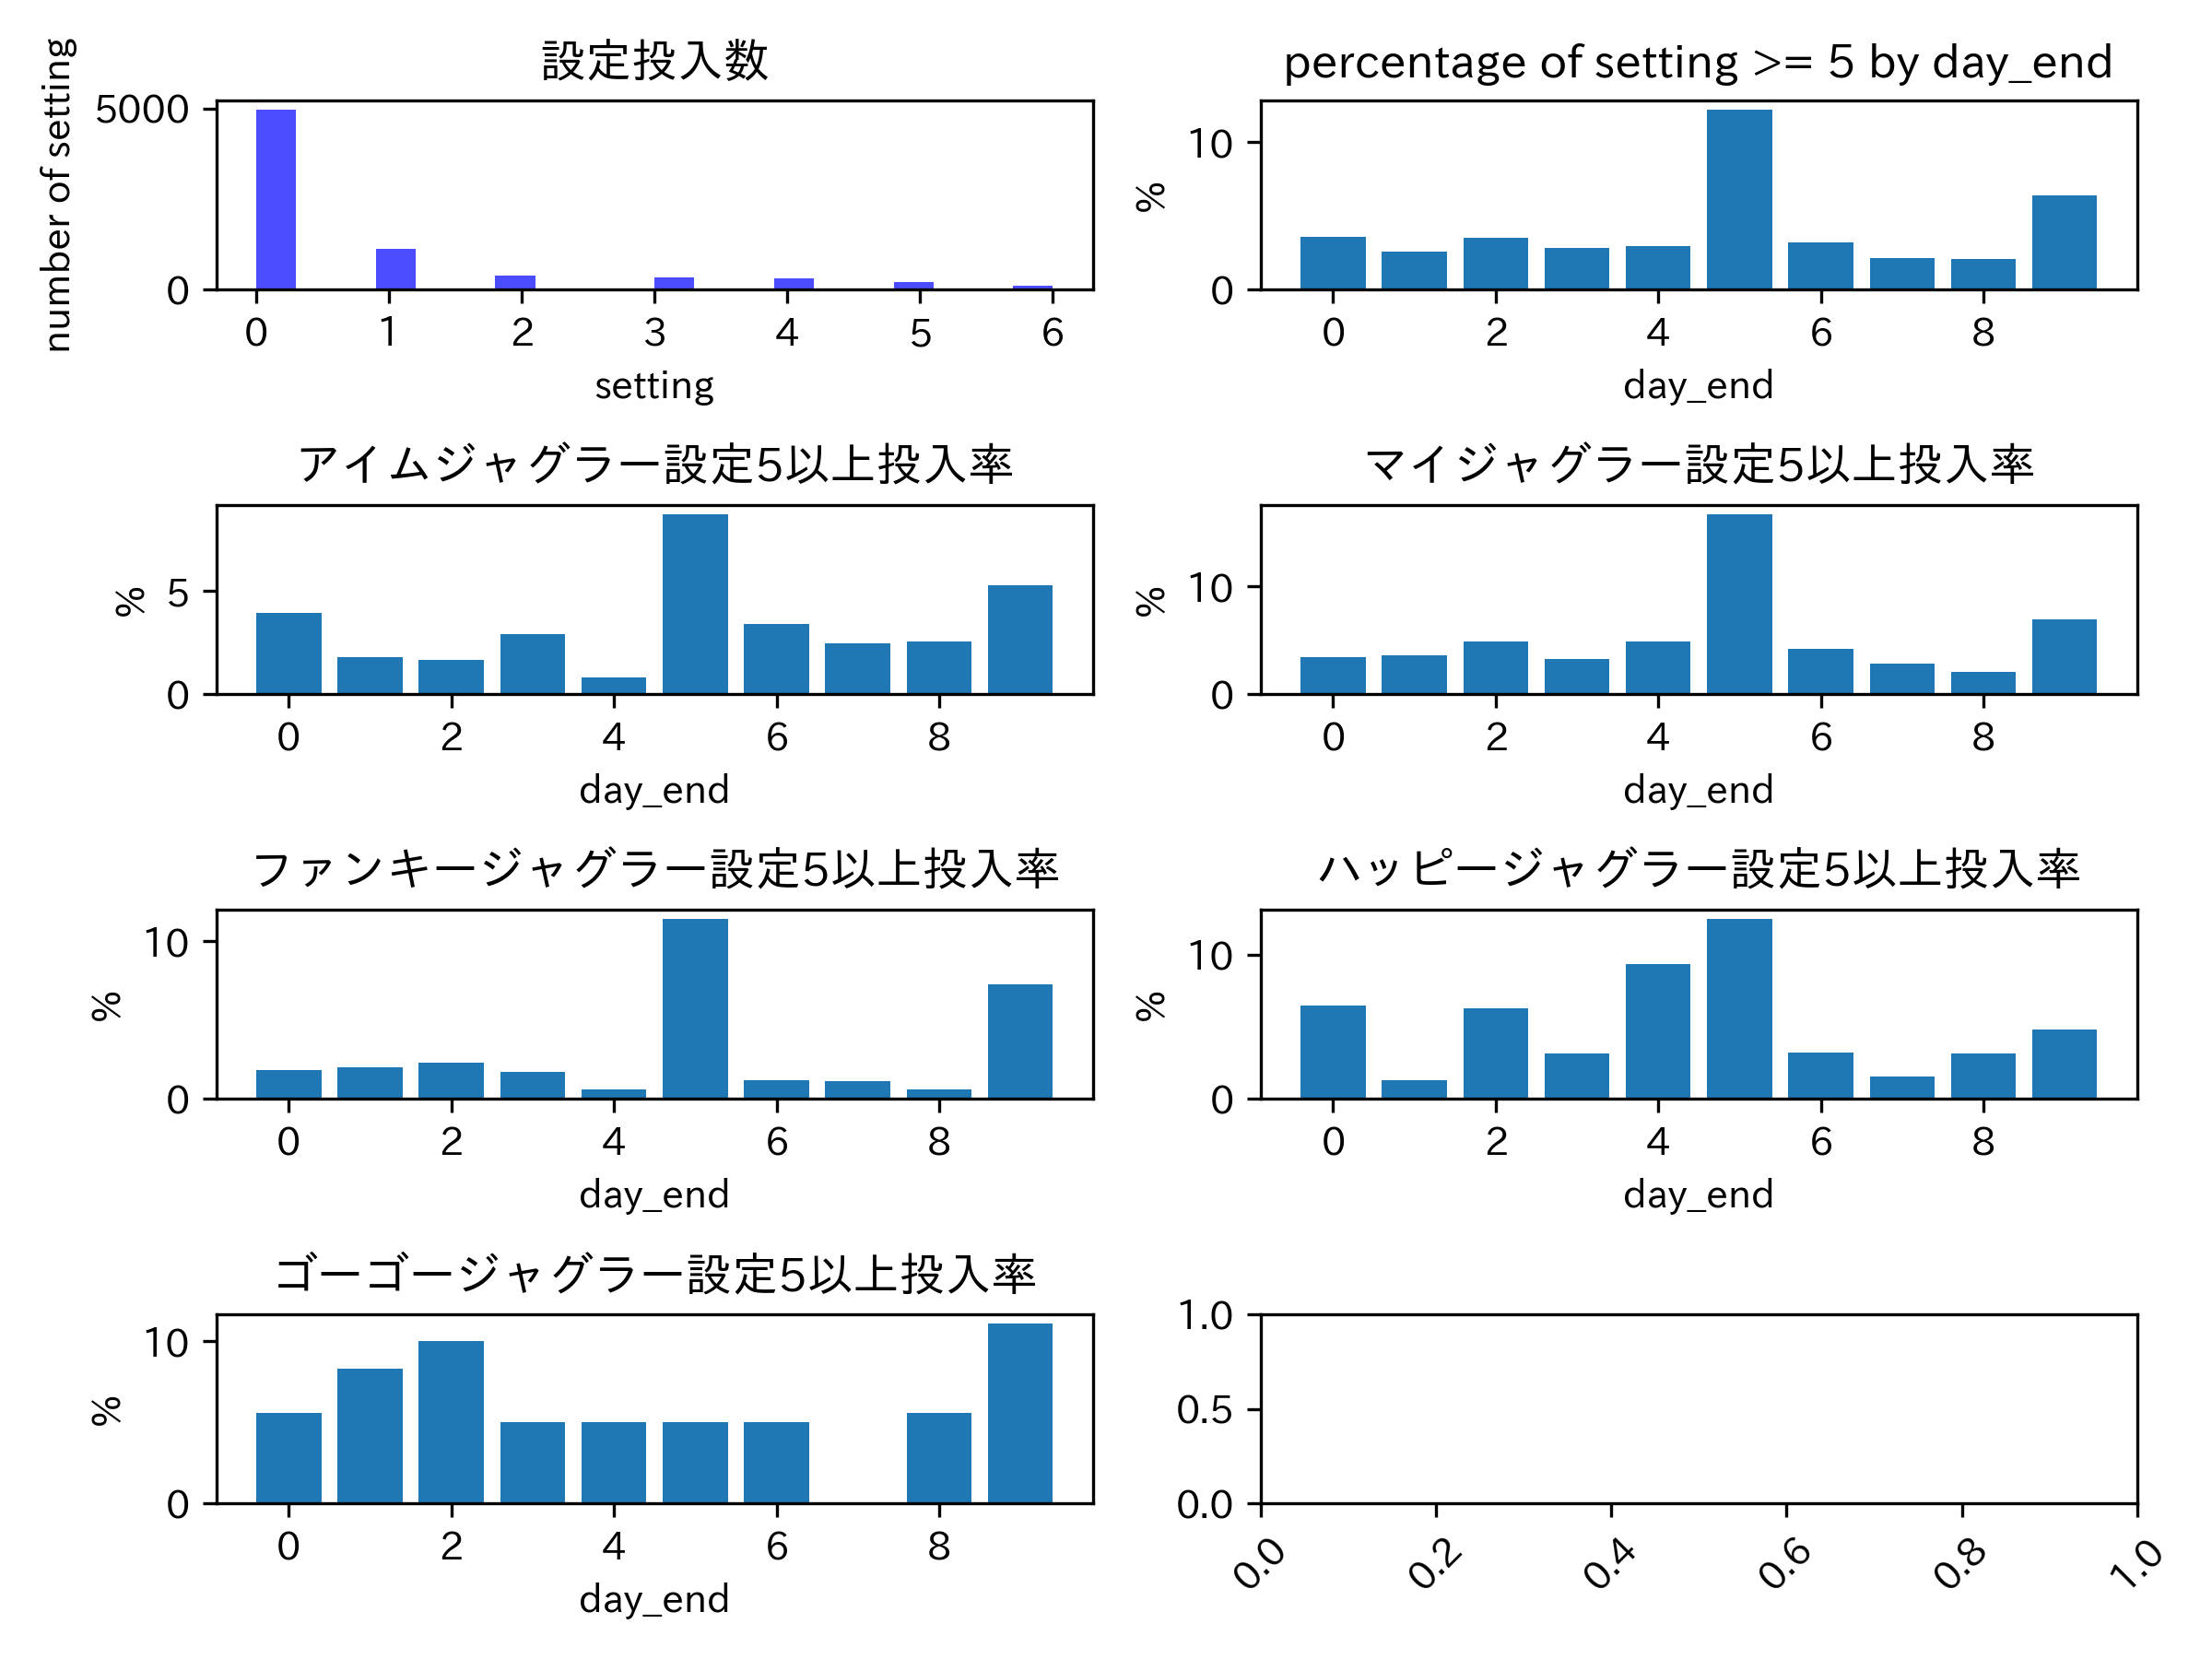 設定投入数
number of setting
5000
0
0 1 2 3 4 5 6
setting
percentage of setting >= 5 by day_end
%
10
0
0 2 4 6 8
day_end
アイムジャグラー設定5以上投入率
%
5
0
0 2 4 6 8
day_end
マイジャグラー設定5以上投入率
%
10
0
0 2 4 6 8
day_end
ファンキージャグラー設定5以上投入率
%
10
0
0 2 4 6 8
day_end
ハッピージャグラー設定5以上投入率
%
10
0
0 2 4 6 8
day_end
ゴーゴージャグラー設定5以上投入率
%
10
0
0 2 4 6 8
day_end
1.0
0.5
0.0
0.0 0.2 0.4 0.6 0.8 1.0